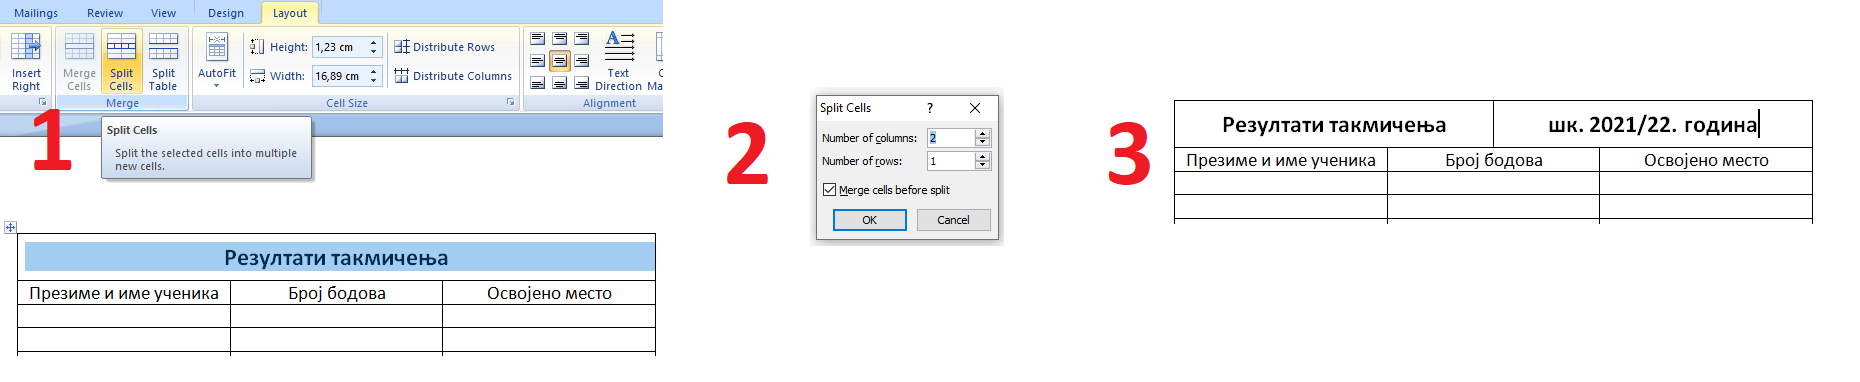 Mailings Review View Design Layout
Insert Right
Merge Cells
Split Cells
Split Table
AutoFit
Height: 1,23 cm
Width: 16,89 cm
Distribute Rows
Distribute Columns
Text Direction
Merge
Cell Size
Alignment
1
Split Cells
Split the selected cells into multiple
new cells.
Резултати такмичења
Презиме и име ученика Број бодова Освојено место
2
Split Cells ?
Number of columns: 2
Number of rows: 1
Merge cells before split
OK Cancel
3
Резултати такмичења шк. 2021/22. година
Презиме и име ученика Број бодова Освојено место